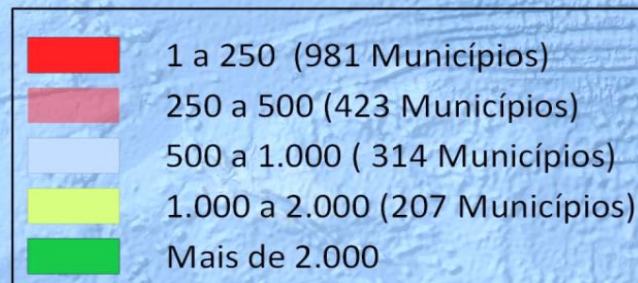 1 a 250 (981 Municípios)
250 a 500 (423 Municípios)
500 a 1.000 ( 314 Municípios)
1.000 a 2.000 (207 Municípios)
Mais de 2.000